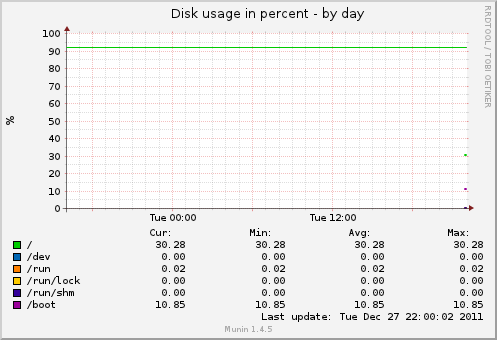 Disk usage in percent - by day
RRDTOOL / TOBI OETIKER
%
100
90
80
70
60
50
40
30
20
10
0
Tue 00:00 Tue 12:00
Cur: Min: Avg: Max:
/ 30.28 30.28 30.28 30.28
/dev 0.00 0.00 0.00 0.00
/run 0.02 0.02 0.02 0.02
/run/lock 0.00 0.00 0.00 0.00
/run/shm 0.00 0.00 0.00 0.00
/boot 10.85 10.85 10.85 10.85
Last update: Tue Dec 27 22:00:02 2011
Munin 1.4.5